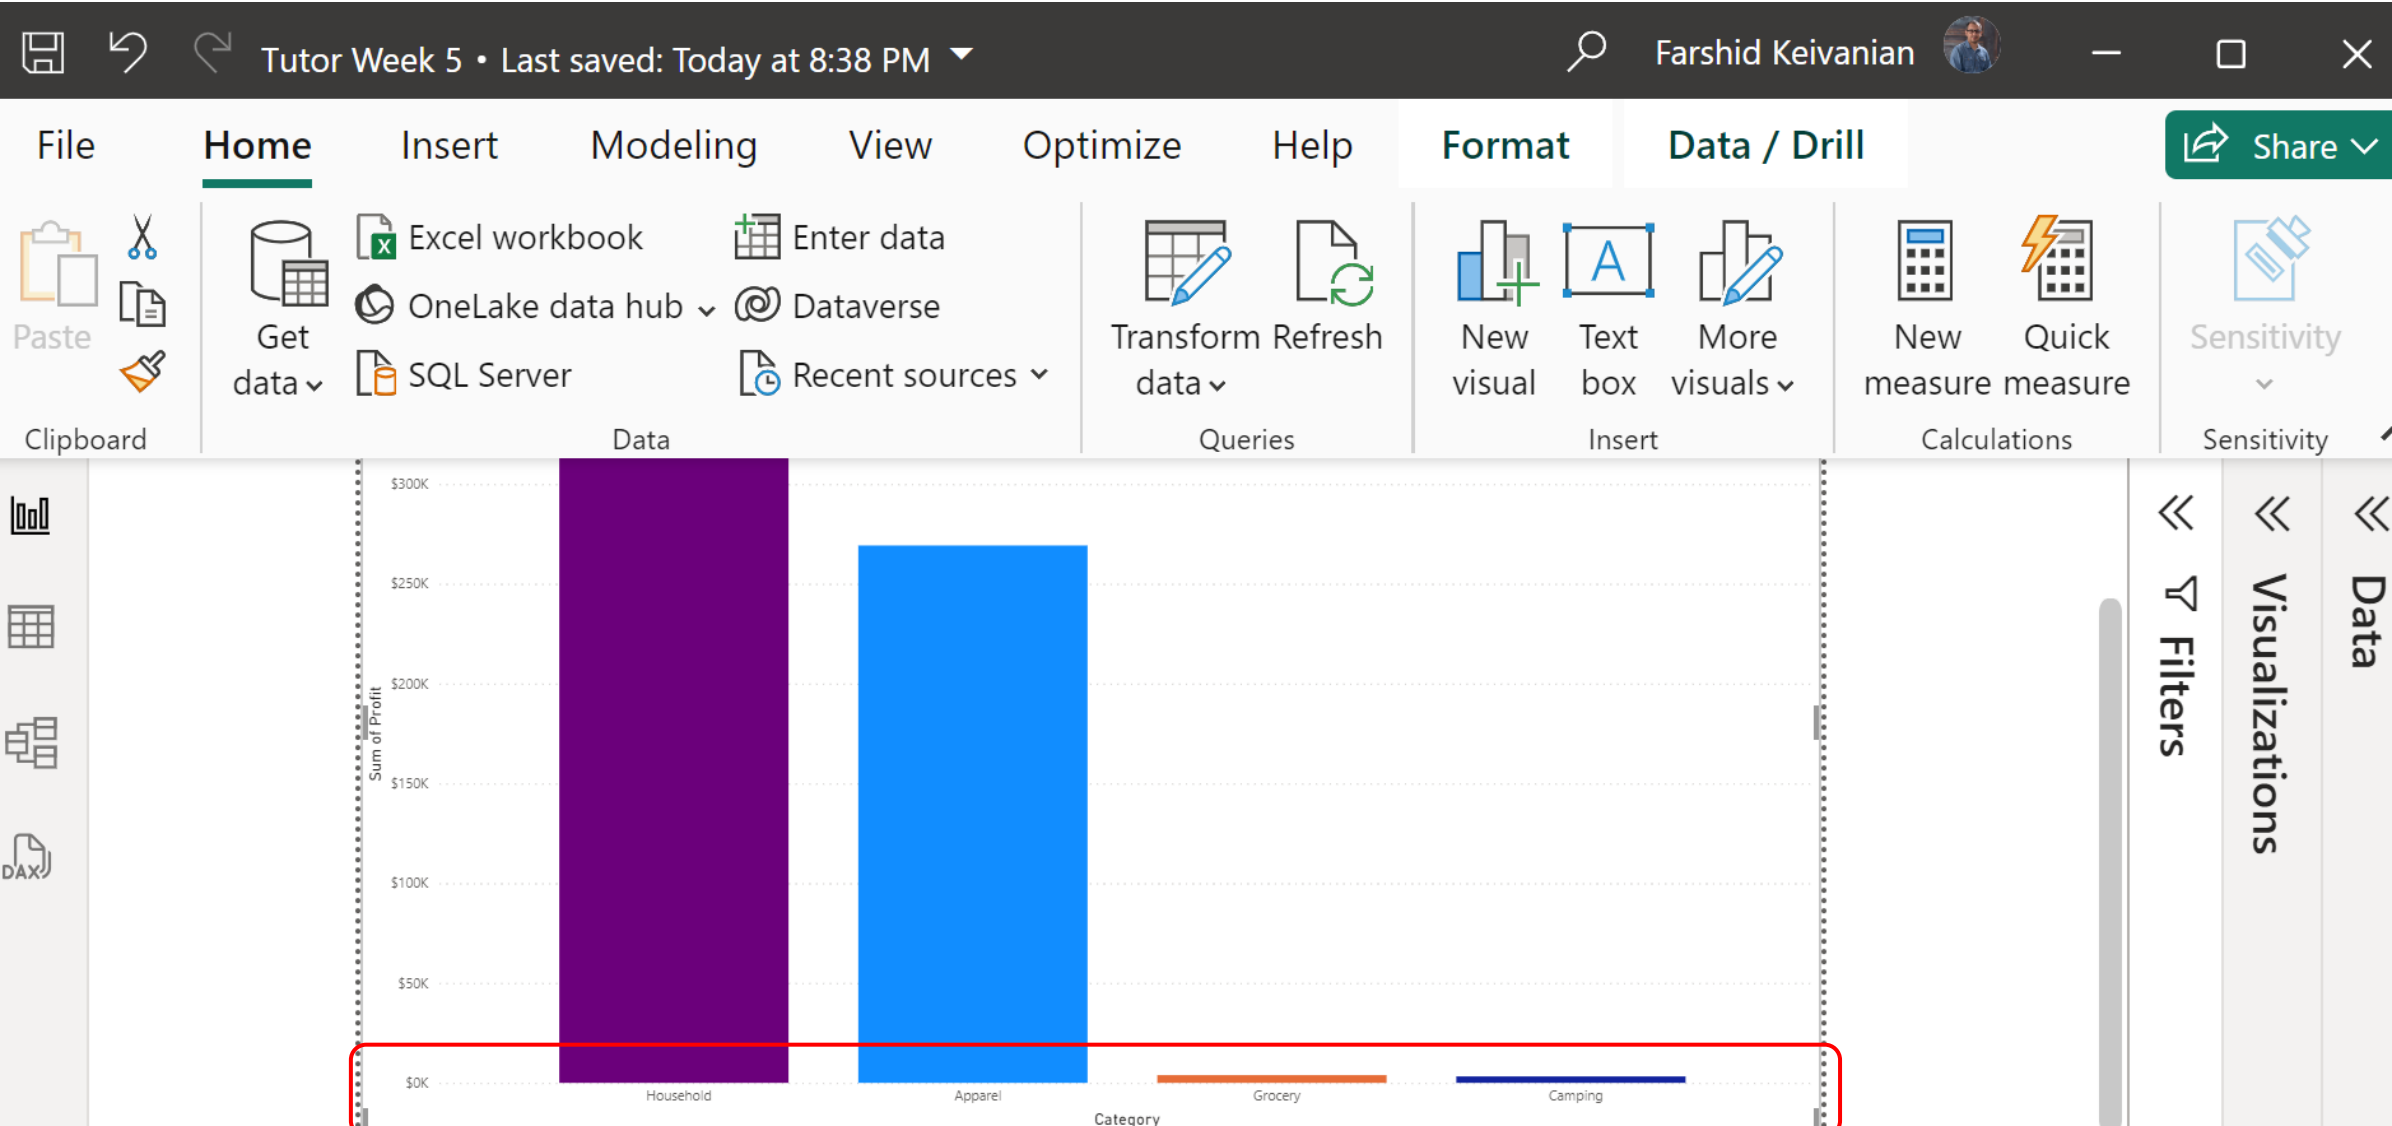 Tutor Week 5 • Last saved: Today at 8:38 PM
Farshid Keivanian
File Home Insert Modeling View Optimize Help Format Data / Drill Share
Paste
Clipboard
Get data
Excel workbook
OneLake data hub
SQL Server
Enter data
Dataverse
Recent sources
Data
Transform data
Refresh
Queries
New visual
A
Text box
More visuals
Insert
New measure
Quick measure
Calculations
Sensitivity
Sensitivity
DAX
Sum of Profit
$300K
$250K
$200K
$150K
$100K
$50K
$0K
Household Apparel Grocery Camping
Category
Filters
Visualizations
Data